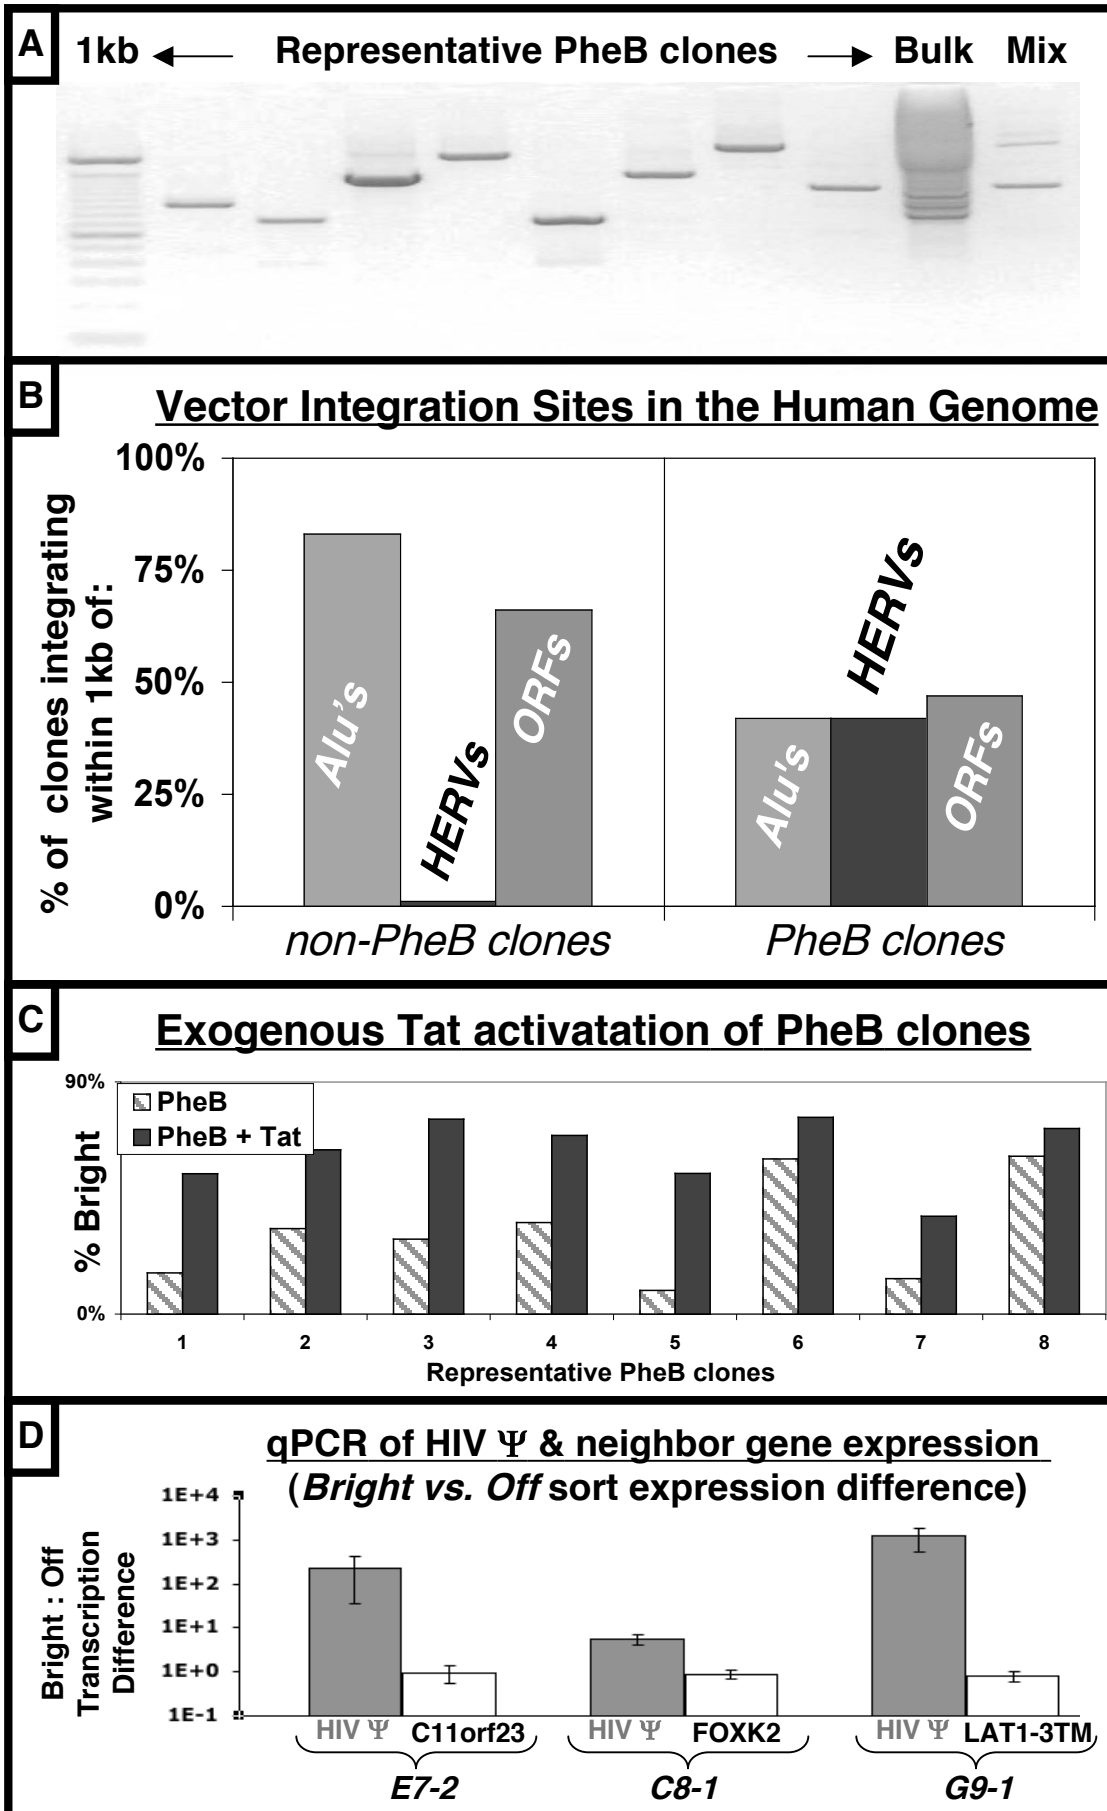 A
1kb Representative PheB clones Bulk Mix
B
Vector Integration Sites in the Human Genome
% of clones integrating
within 1kb of:
100%
75%
50%
25%
0%
Alu's
HERVs
ORFs
Alu's
HERVs
ORFs
non-PheB clones
PheB clones
C
Exogenous Tat activatation of PheB clones
% Bright
90%
0%
PheB
PheB + Tat
1 2 3 4 5 6 7 8
Representative PheB clones
D
qPCR of HIV Ψ & neighbor gene expression
(Bright vs. Off sort expression difference)
Bright : Off
Transcription
Difference
1E+4
1E+3
1E+2
1E+1
1E+0
1E-1
HIV Ψ C11orf23 HIV Ψ FOXK2 HIV Ψ LAT1-3TM
E7-2 C8-1 G9-1